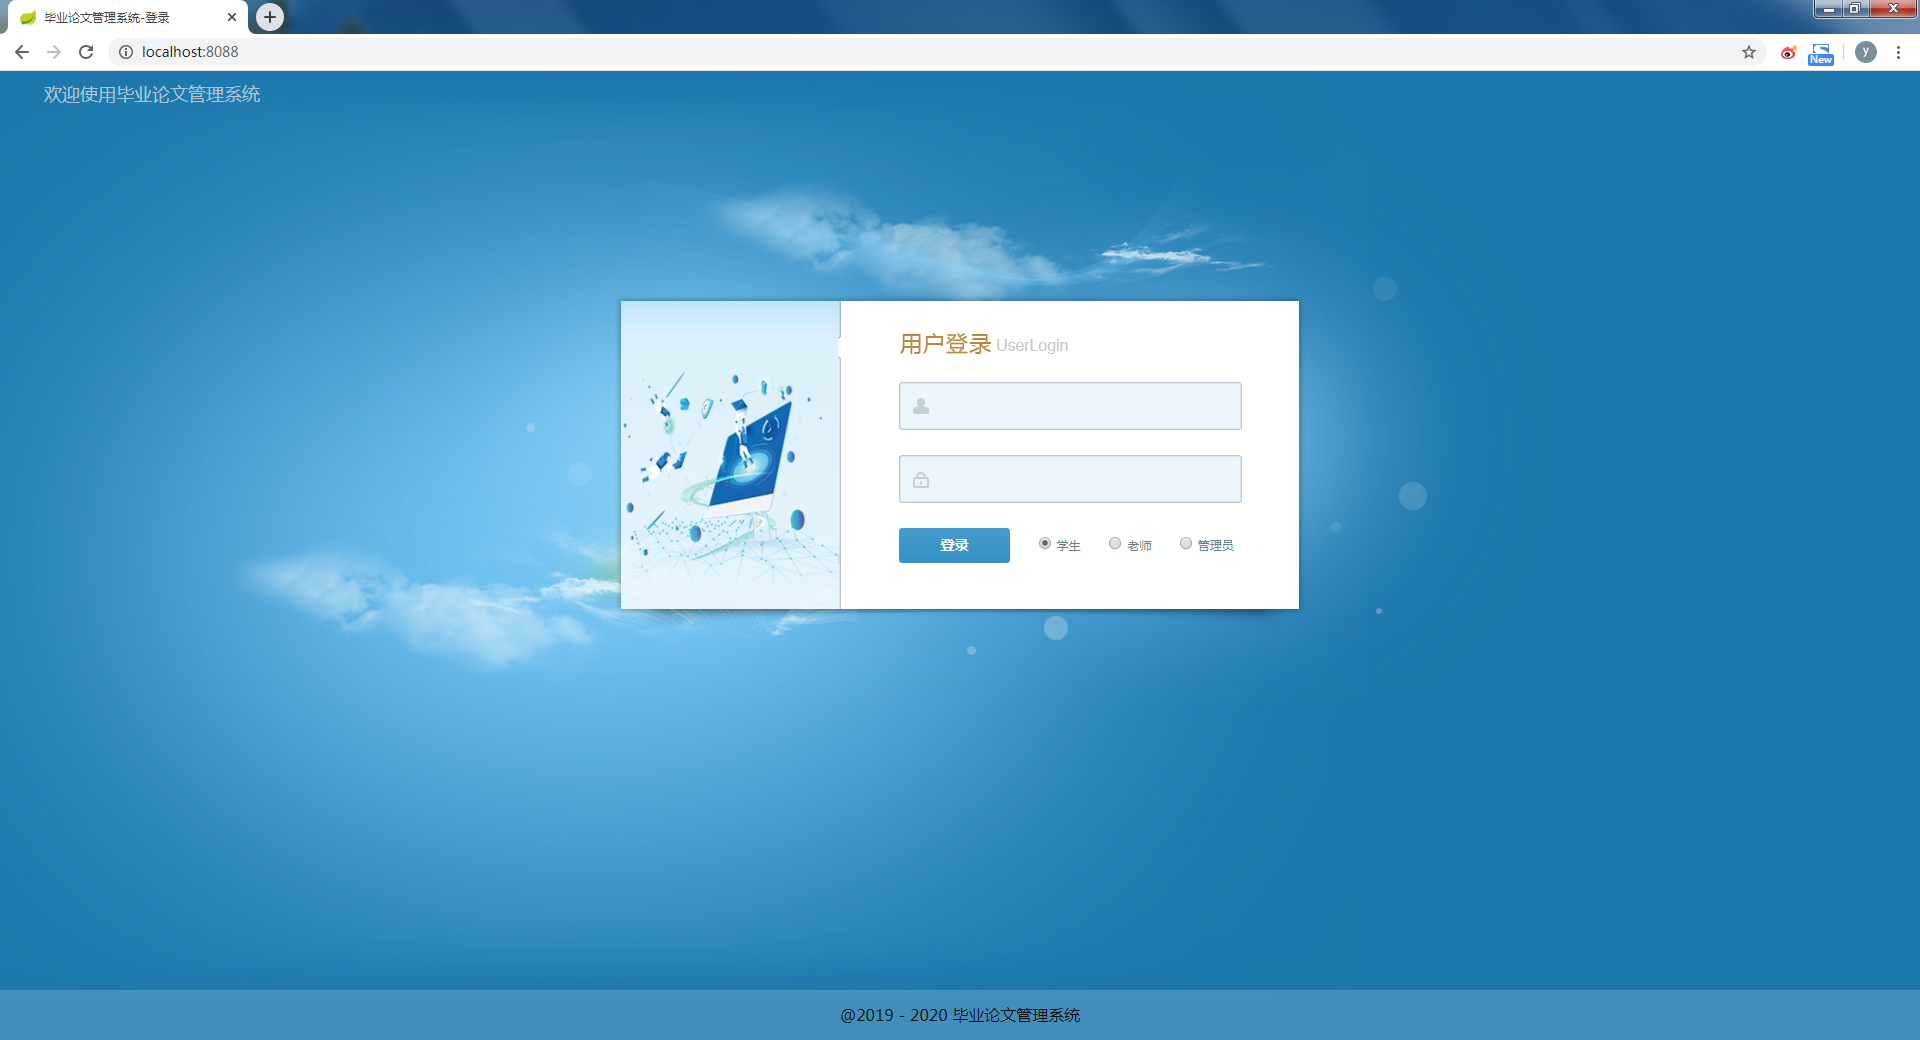 毕业论文管理系统-登录
localhost:8088
New
y
欢迎使用毕业论文管理系统
用户登录 UserLogin
登录 学生 老师 管理员
@2019 - 2020 毕业论文管理系统